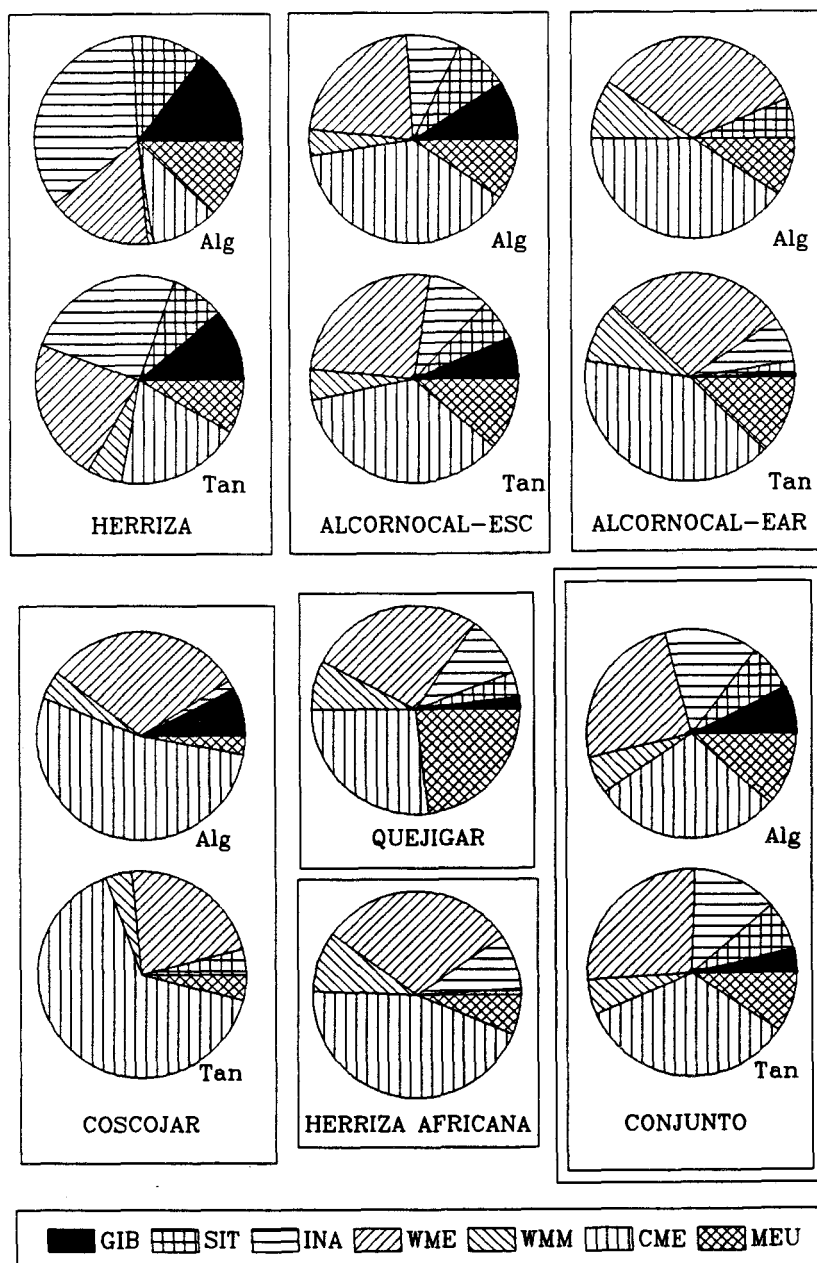 Alg
Tan
HERRIZA
Alg
Tan
ALCORNOCAL-ESC
Alg
Tan
ALCORNOCAL-EAR
Alg
Tan
COSCOJAR
QUEJIGAR
HERRIZA AFRICANA
Alg
Tan
CONJUNTO
GIB SIT INA WME WMM CME MEU